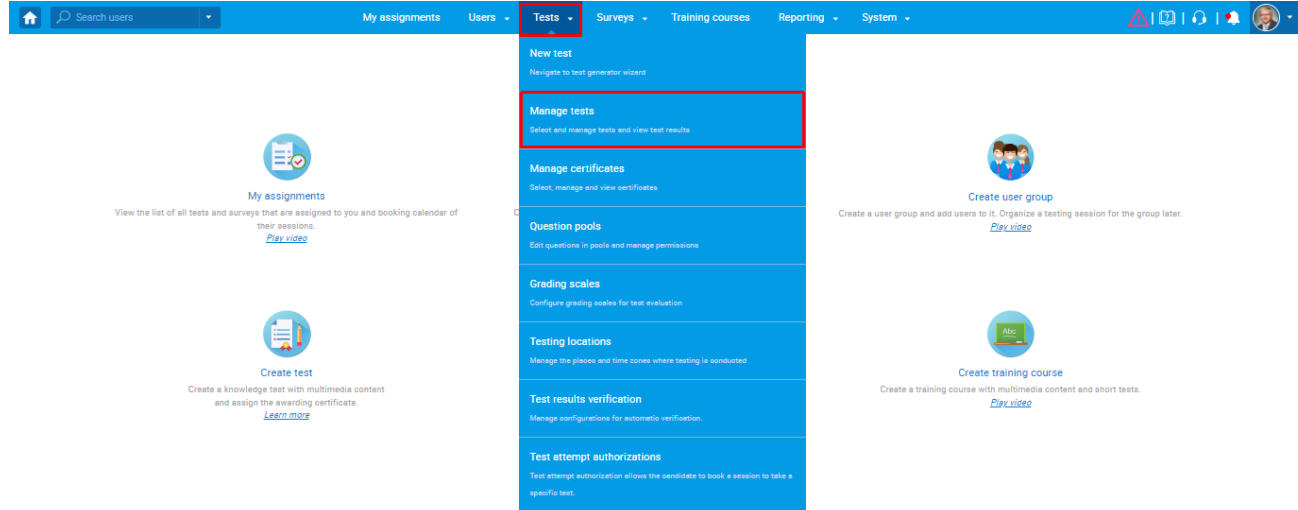 Search users
My assignments
Users
Tests
Surveys
Training courses
Reporting
System
New test
Navigate to test generator wizard
Manage tests
Select and manage tests and view test results
Manage certificates
Select, manage and view certificates
Question pools
Edit questions in pools and manage permissions
Grading scales
Configure grading scales for test evaluation
Testing locations
Manage the places and time zones where testing is conducted
Test results verification
Manage configurations for automatic verification.
Test attempt authorizations
Test attempt authorization allows the candidate to book a session to take a
specific test.
My assignments
View the list of all tests and surveys that are assigned to you and booking calendar of
their sessions.
Play video
C
Create user group
Create a user group and add users to it. Organize a testing session for the group later.
Play video
Create test
Create a knowledge test with multimedia content
and assign the awarding certificate.
Learn more
Abc
Create training course
Create a training course with multimedia content and short tests.
Play video